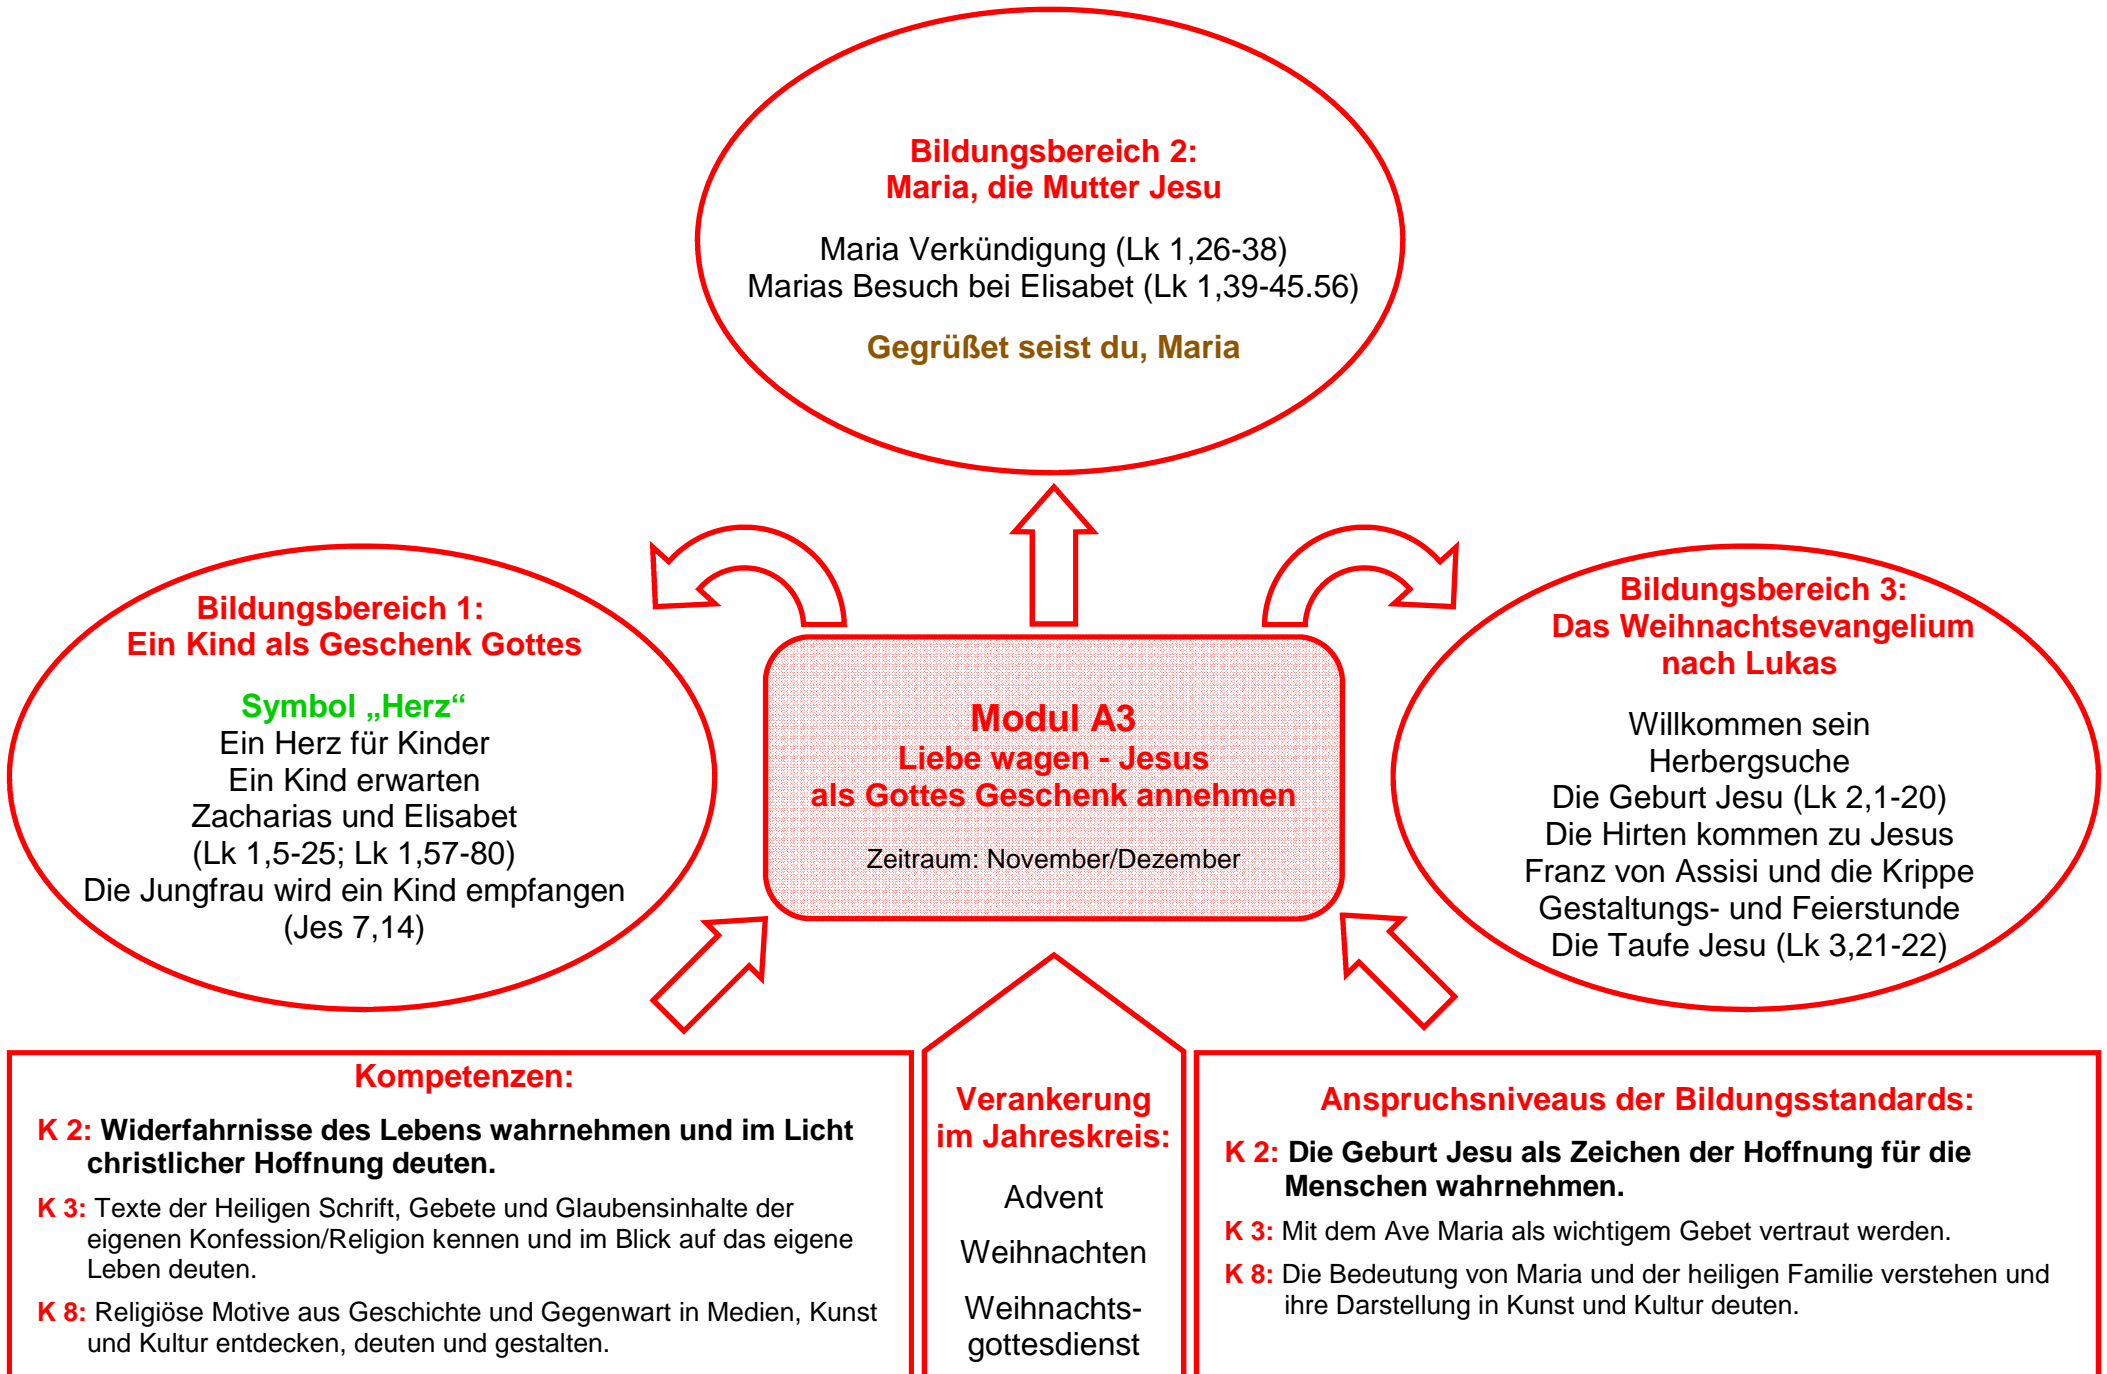 Bildungsbereich 2:
Maria, die Mutter Jesu
Maria Verkündigung (Lk 1,26-38)
Marias Besuch bei Elisabet (Lk 1,39-45.56)
Gegrüßet seist du, Maria
Bildungsbereich 1:
Ein Kind als Geschenk Gottes
Symbol „Herz“
Ein Herz für Kinder
Ein Kind erwarten
Zacharias und Elisabet
(Lk 1,5-25; Lk 1,57-80)
Die Jungfrau wird ein Kind empfangen
(Jes 7,14)
Modul A3
Liebe wagen - Jesus
als Gottes Geschenk annehmen
Zeitraum: November/Dezember
Bildungsbereich 3:
Das Weihnachtsevangelium
nach Lukas
Willkommen sein
Herbergsuche
Die Geburt Jesu (Lk 2,1-20)
Die Hirten kommen zu Jesus
Franz von Assisi und die Krippe
Gestaltungs- und Feierstunde
Die Taufe Jesu (Lk 3,21-22)
Kompetenzen:
K 2: Widerfahrnisse des Lebens wahrnehmen und im Licht
christlicher Hoffnung deuten.
K 3: Texte der Heiligen Schrift, Gebete und Glaubensinhalte der
eigenen Konfession/Religion kennen und im Blick auf das eigene
Leben deuten.
K 8: Religiöse Motive aus Geschichte und Gegenwart in Medien, Kunst
und Kultur entdecken, deuten und gestalten.
Verankerung
im Jahreskreis:
Advent
Weihnachten
Weihnachts-
gottesdienst
Anspruchsniveaus der Bildungsstandards:
K 2: Die Geburt Jesu als Zeichen der Hoffnung für die
Menschen wahrnehmen.
K 3: Mit dem Ave Maria als wichtigem Gebet vertraut werden.
K 8: Die Bedeutung von Maria und der heiligen Familie verstehen und
ihre Darstellung in Kunst und Kultur deuten.